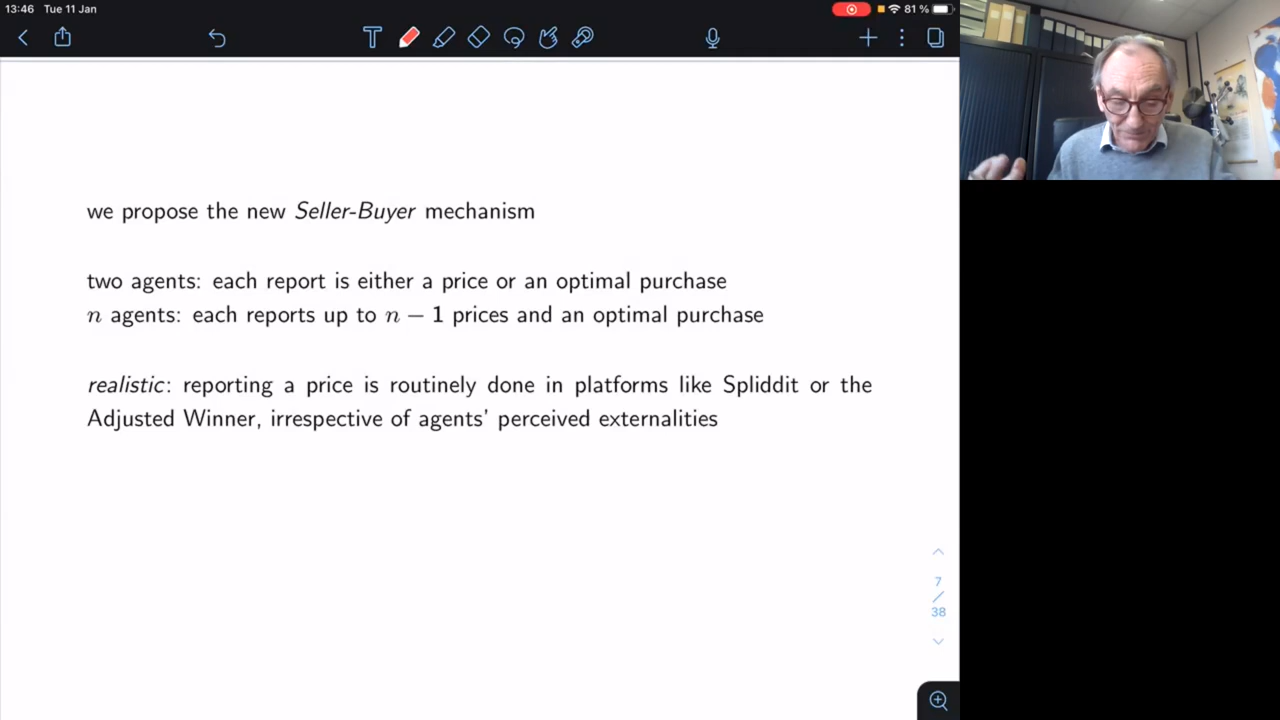 13:46 Tue 11 Jan
81 %
we propose the new Seller-Buyer mechanism
two agents: each report is either a price or an optimal purchase
n agents: each reports up to n − 1 prices and an optimal purchase
realistic: reporting a price is routinely done in platforms like Spliddit or the
Adjusted Winner, irrespective of agents' perceived externalities
7
/
38